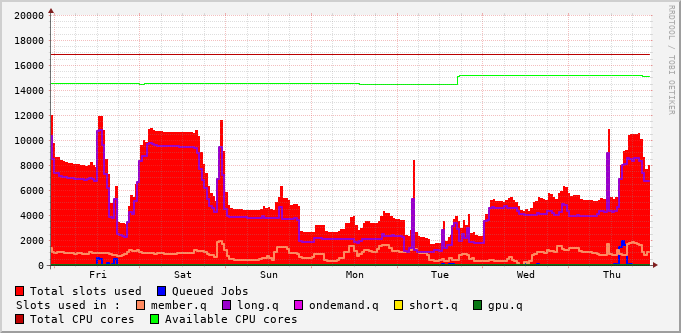 20000
18000
16000
14000
12000
10000
8000
6000
4000
2000
0
Fri Sat Sun Mon Tue Wed Thu
RRDTOOL / TOBI OETIKER
Total slots used Queued Jobs
Slots used in : member.q long.q ondemand.q short.q gpu.q
Total CPU cores Available CPU cores